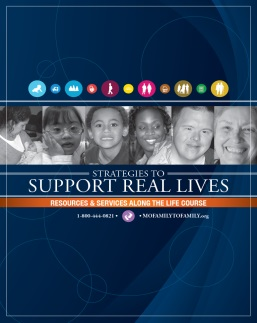 STRATEGIES TO
SUPPORT REAL LIVES
RESOURCES & SERVICES ALONG THE LIFE COURSE
1-800-444-0821 • • MOFAMILYTOFAMILY.org